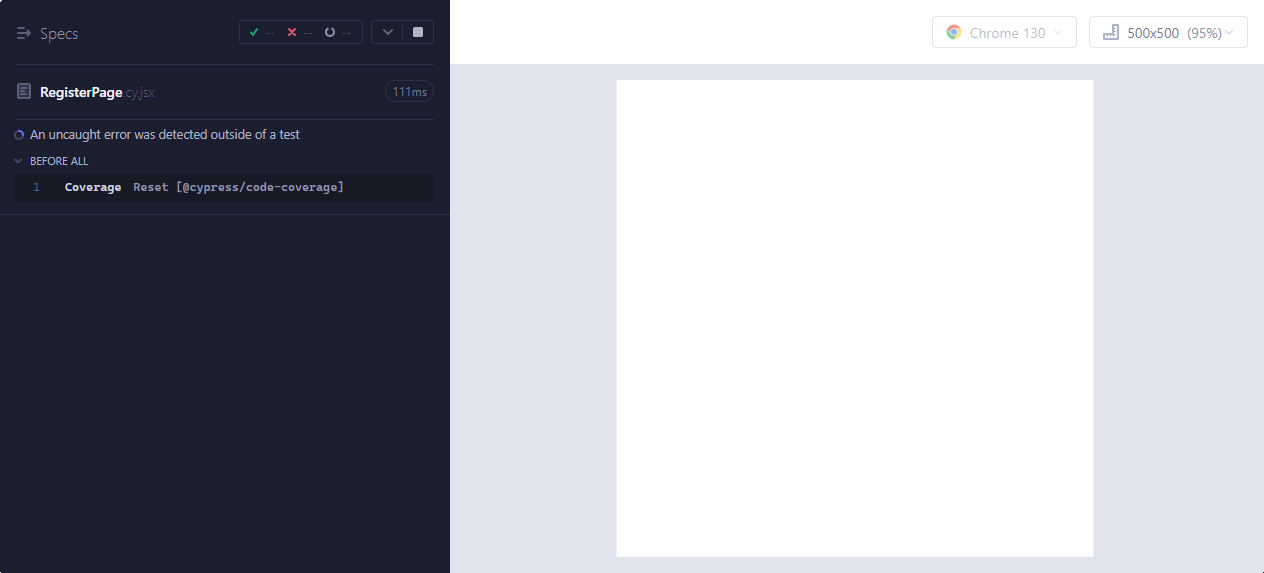 Specs
-- -- --
RegisterPage.cy.jsx
111ms
An uncaught error was detected outside of a test
BEFORE ALL
1 Coverage Reset [@cypress/code-coverage]
Chrome 130
500x500 (95%)